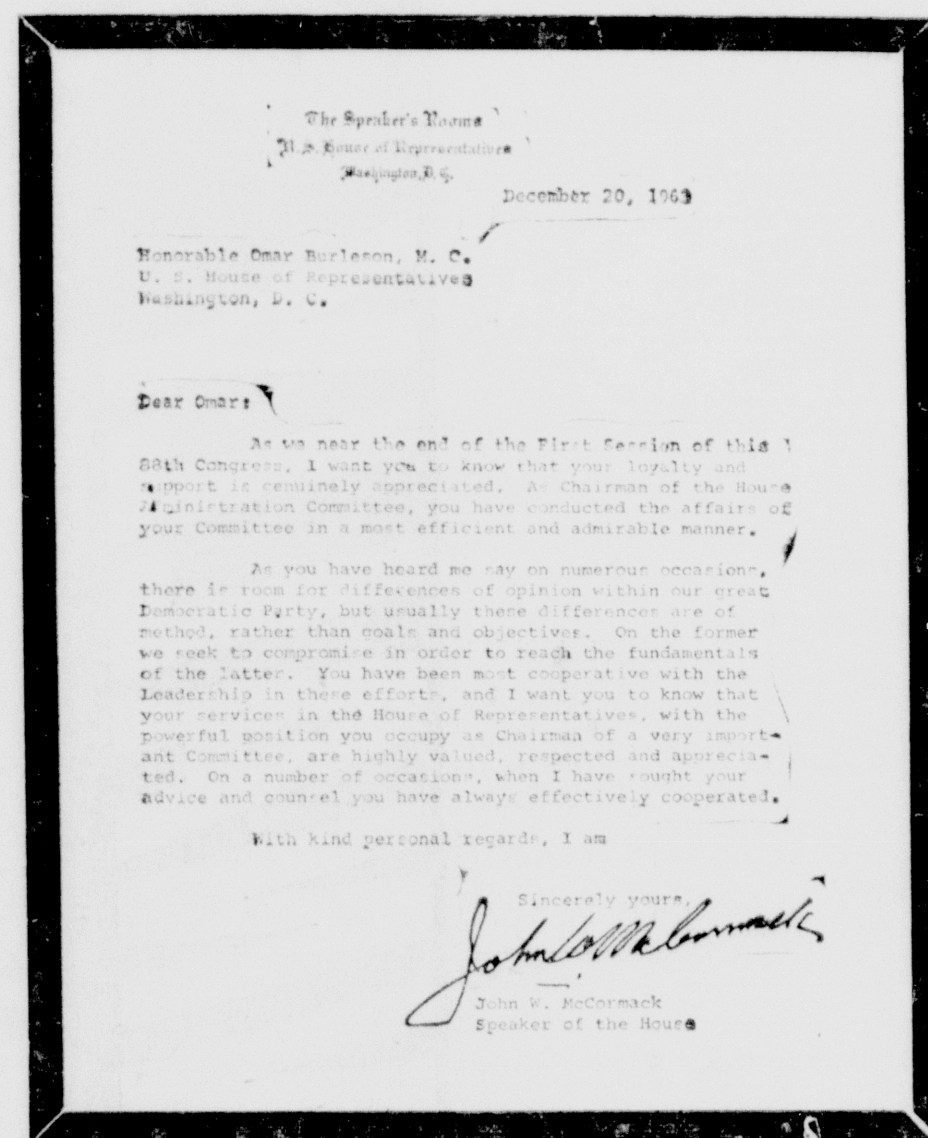 The Speaker's Rooms
U. S. House of Representatives
Washington, D. C.
December 20, 1963
Honorable Omar Burleson, M. C.
U. S. House of Representatives
Washington, D. C.
Dear Omar:
As we near the end of the First Session of this
88th Congress, I want you to know that your loyalty and
support is genuinely appreciated. As Chairman of the House
Administration Committee, you have conducted the affairs of
your Committee in a most efficient and admirable manner.
As you have heard me say on numerous occasions,
there is room for differences of opinion within our great
Democratic Party, but usually these differences are of
method, rather than goals and objectives. On the former
we seek to compromise in order to reach the fundamentals
of the latter. You have been most cooperative with the
Leadership in these efforts, and I want you to know that
your services in the House of Representatives, with the
powerful position you occupy as Chairman of a very import-
ant Committee, are highly valued, respected and apprecia-
ted. On a number of occasions, when I have sought your
advice and counsel you have always effectively cooperated.
With kind personal regards, I am
Sincerely yours,
John W. McCormack
John W. McCormack
Speaker of the House